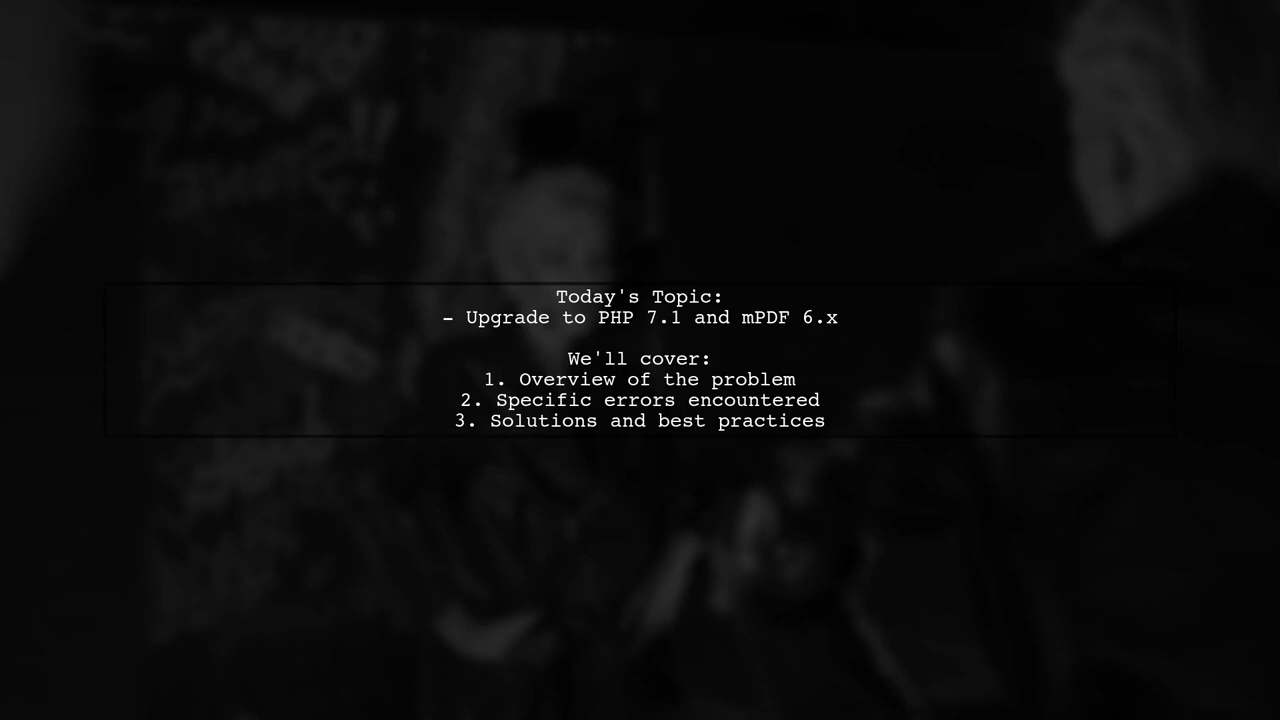 Today's Topic:
- Upgrade to PHP 7.1 and mPDF 6.x
We'll cover:
1. Overview of the problem
2. Specific errors encountered
3. Solutions and best practices